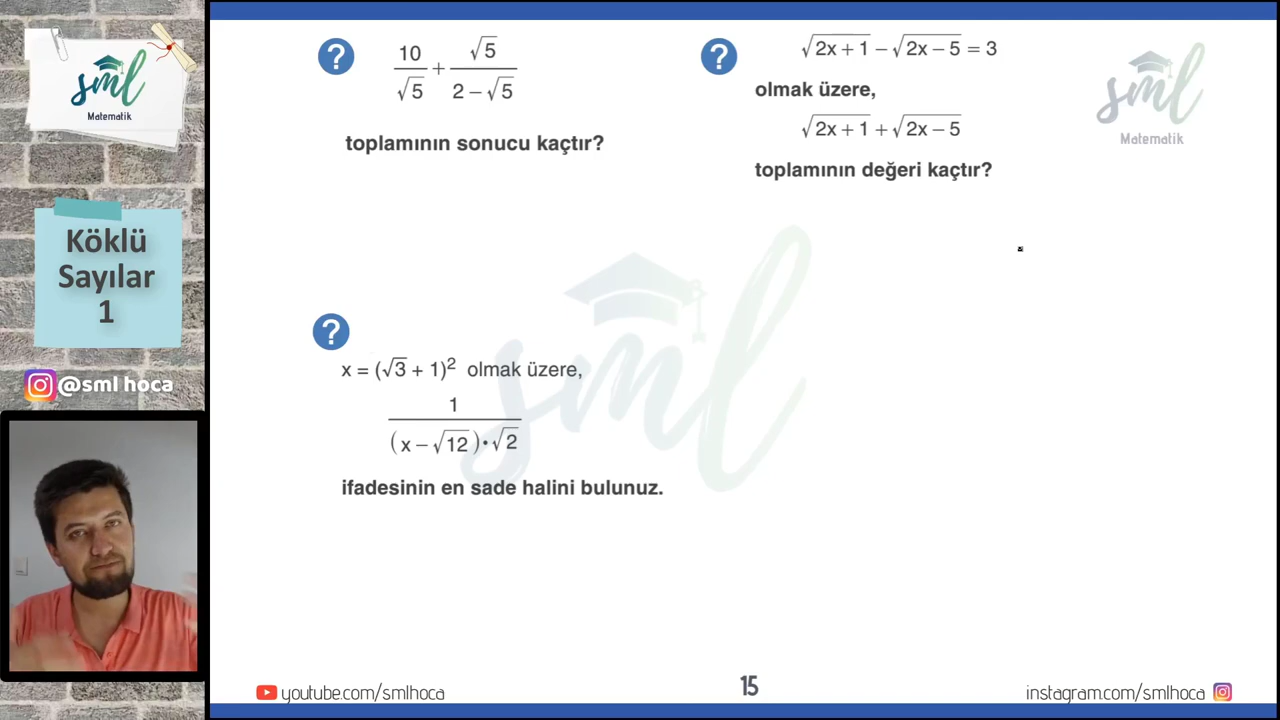 sml
Matematik
Köklü
Sayılar
1
@sml hoca
?
10/√5 + √5/(2 − √5)
toplamının sonucu kaçtır?
?
√(2x + 1) − √(2x − 5) = 3
olmak üzere,
√(2x + 1) + √(2x − 5)
toplamının değeri kaçtır?
sml
Matematik
sml
?
x = (√3 + 1)² olmak üzere,
1/((x − √12)•√2)
ifadesinin en sade halini bulunuz.
youtube.com/smlhoca
15
instagram.com/smlhoca